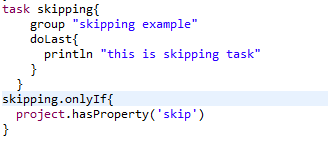 task skipping{
group "skipping example"
doLast{
println "this is skipping task"
}
}
skipping.onlyIf{
project.hasProperty('skip')
}